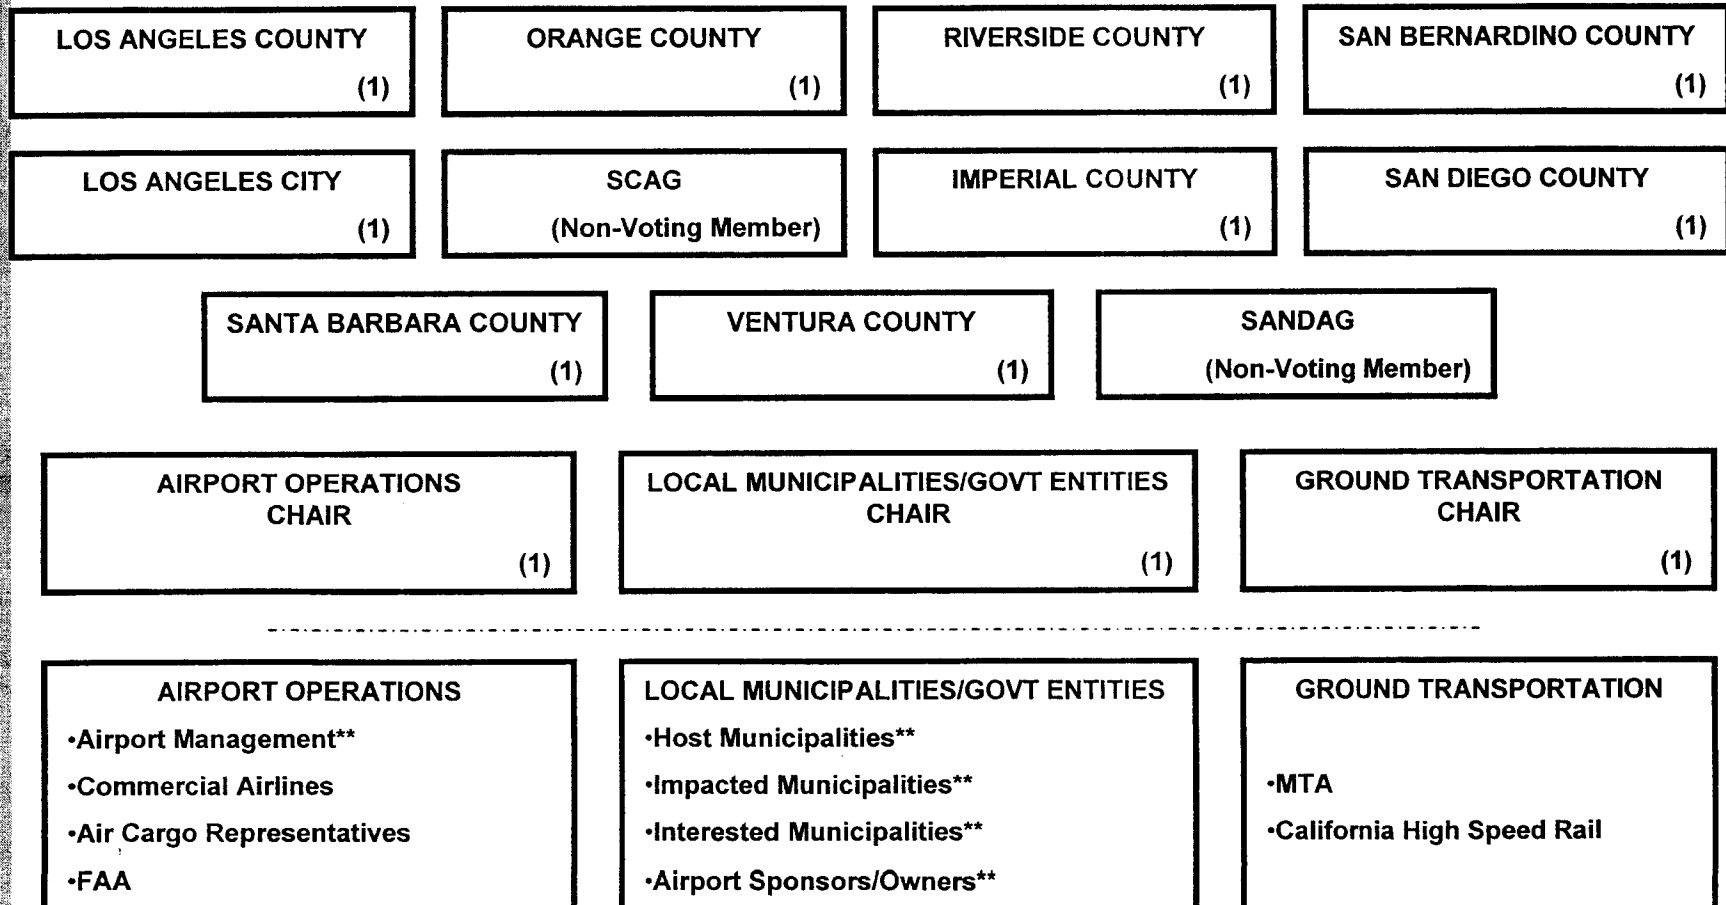 LOS ANGELES COUNTY
(1)
ORANGE COUNTY
(1)
RIVERSIDE COUNTY
(1)
SAN BERNARDINO COUNTY
(1)
LOS ANGELES CITY
(1)
SCAG
(Non-Voting Member)
IMPERIAL COUNTY
(1)
SAN DIEGO COUNTY
(1)
SANTA BARBARA COUNTY
(1)
VENTURA COUNTY
(1)
SANDAG
(Non-Voting Member)
AIRPORT OPERATIONS
CHAIR
(1)
LOCAL MUNICIPALITIES/GOVT ENTITIES
CHAIR
(1)
GROUND TRANSPORTATION
CHAIR
(1)
AIRPORT OPERATIONS
•Airport Management**
•Commercial Airlines
•Air Cargo Representatives
•FAA
LOCAL MUNICIPALITIES/GOVT ENTITIES
•Host Municipalities**
•Impacted Municipalities**
•Interested Municipalities**
•Airport Sponsors/Owners**
GROUND TRANSPORTATION
•MTA
•California High Speed Rail